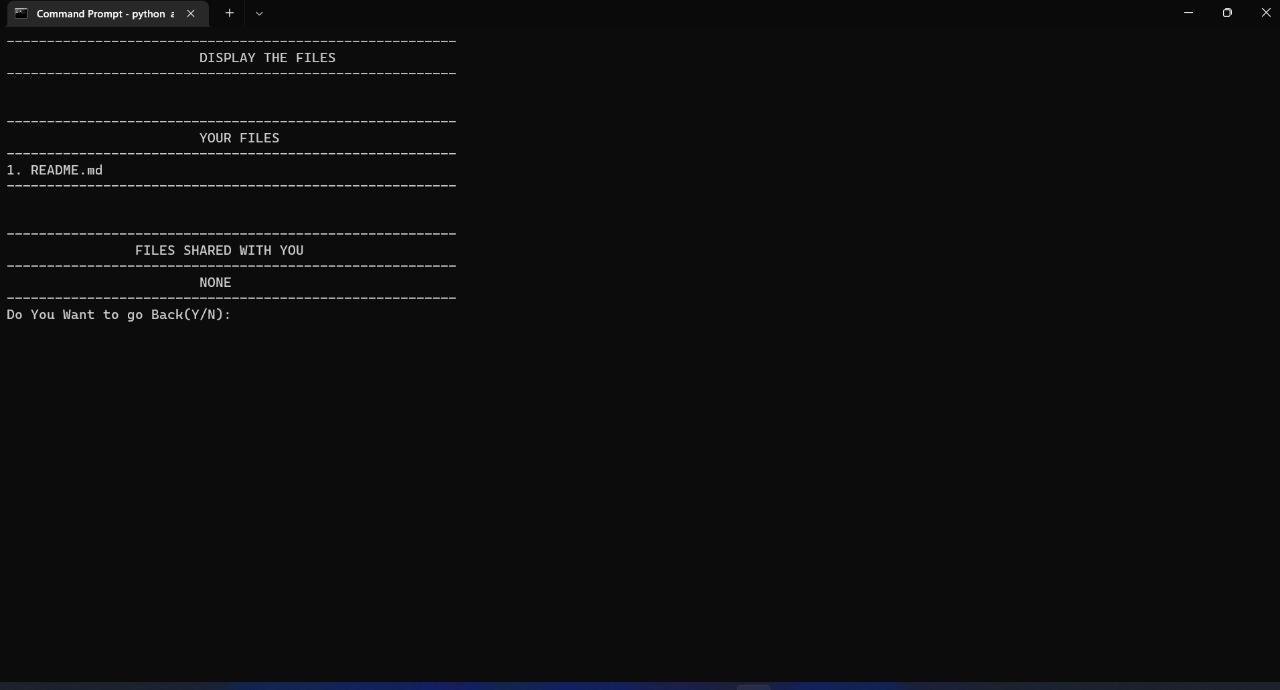 Command Prompt - python a
--------------------------------------------------------
DISPLAY THE FILES
--------------------------------------------------------
--------------------------------------------------------
YOUR FILES
--------------------------------------------------------
1. README.md
--------------------------------------------------------
--------------------------------------------------------
FILES SHARED WITH YOU
--------------------------------------------------------
NONE
--------------------------------------------------------
Do You Want to go Back(Y/N):